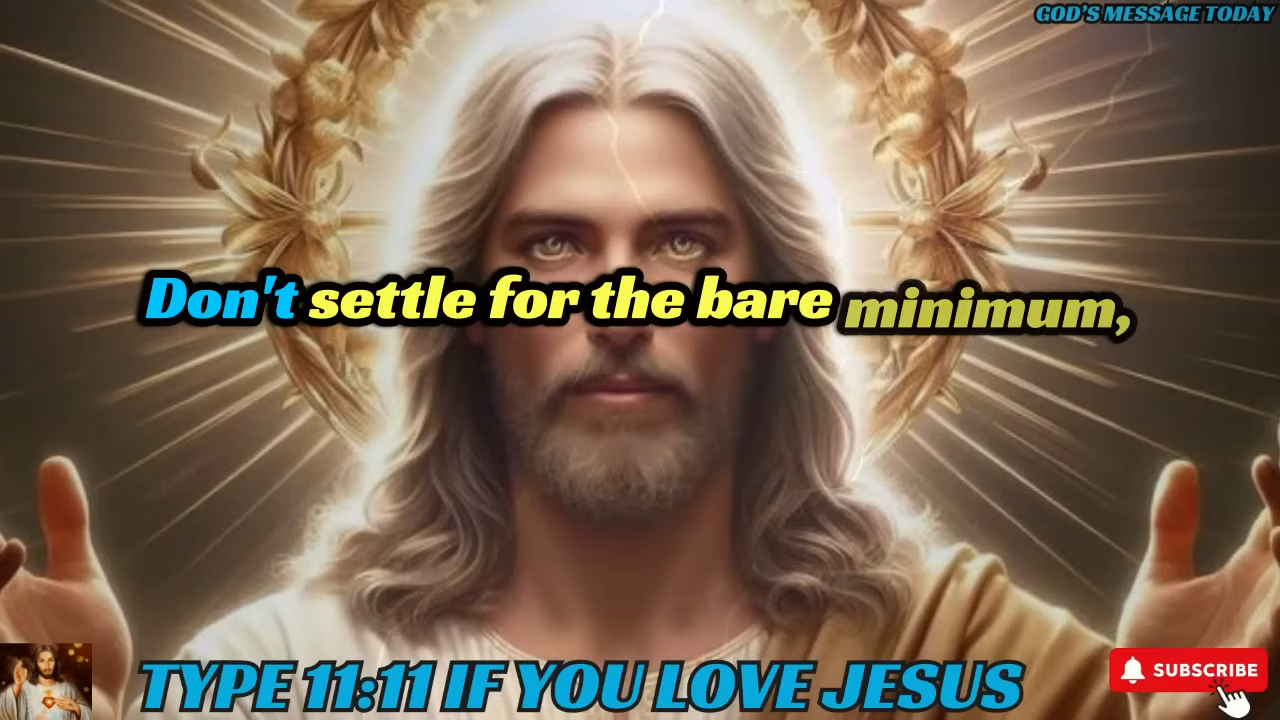 GOD'S MESSAGE TODAY
Don't settle for the bare minimum,
TYPE 11:11 IF YOU LOVE JESUS
SUBSCRIBE